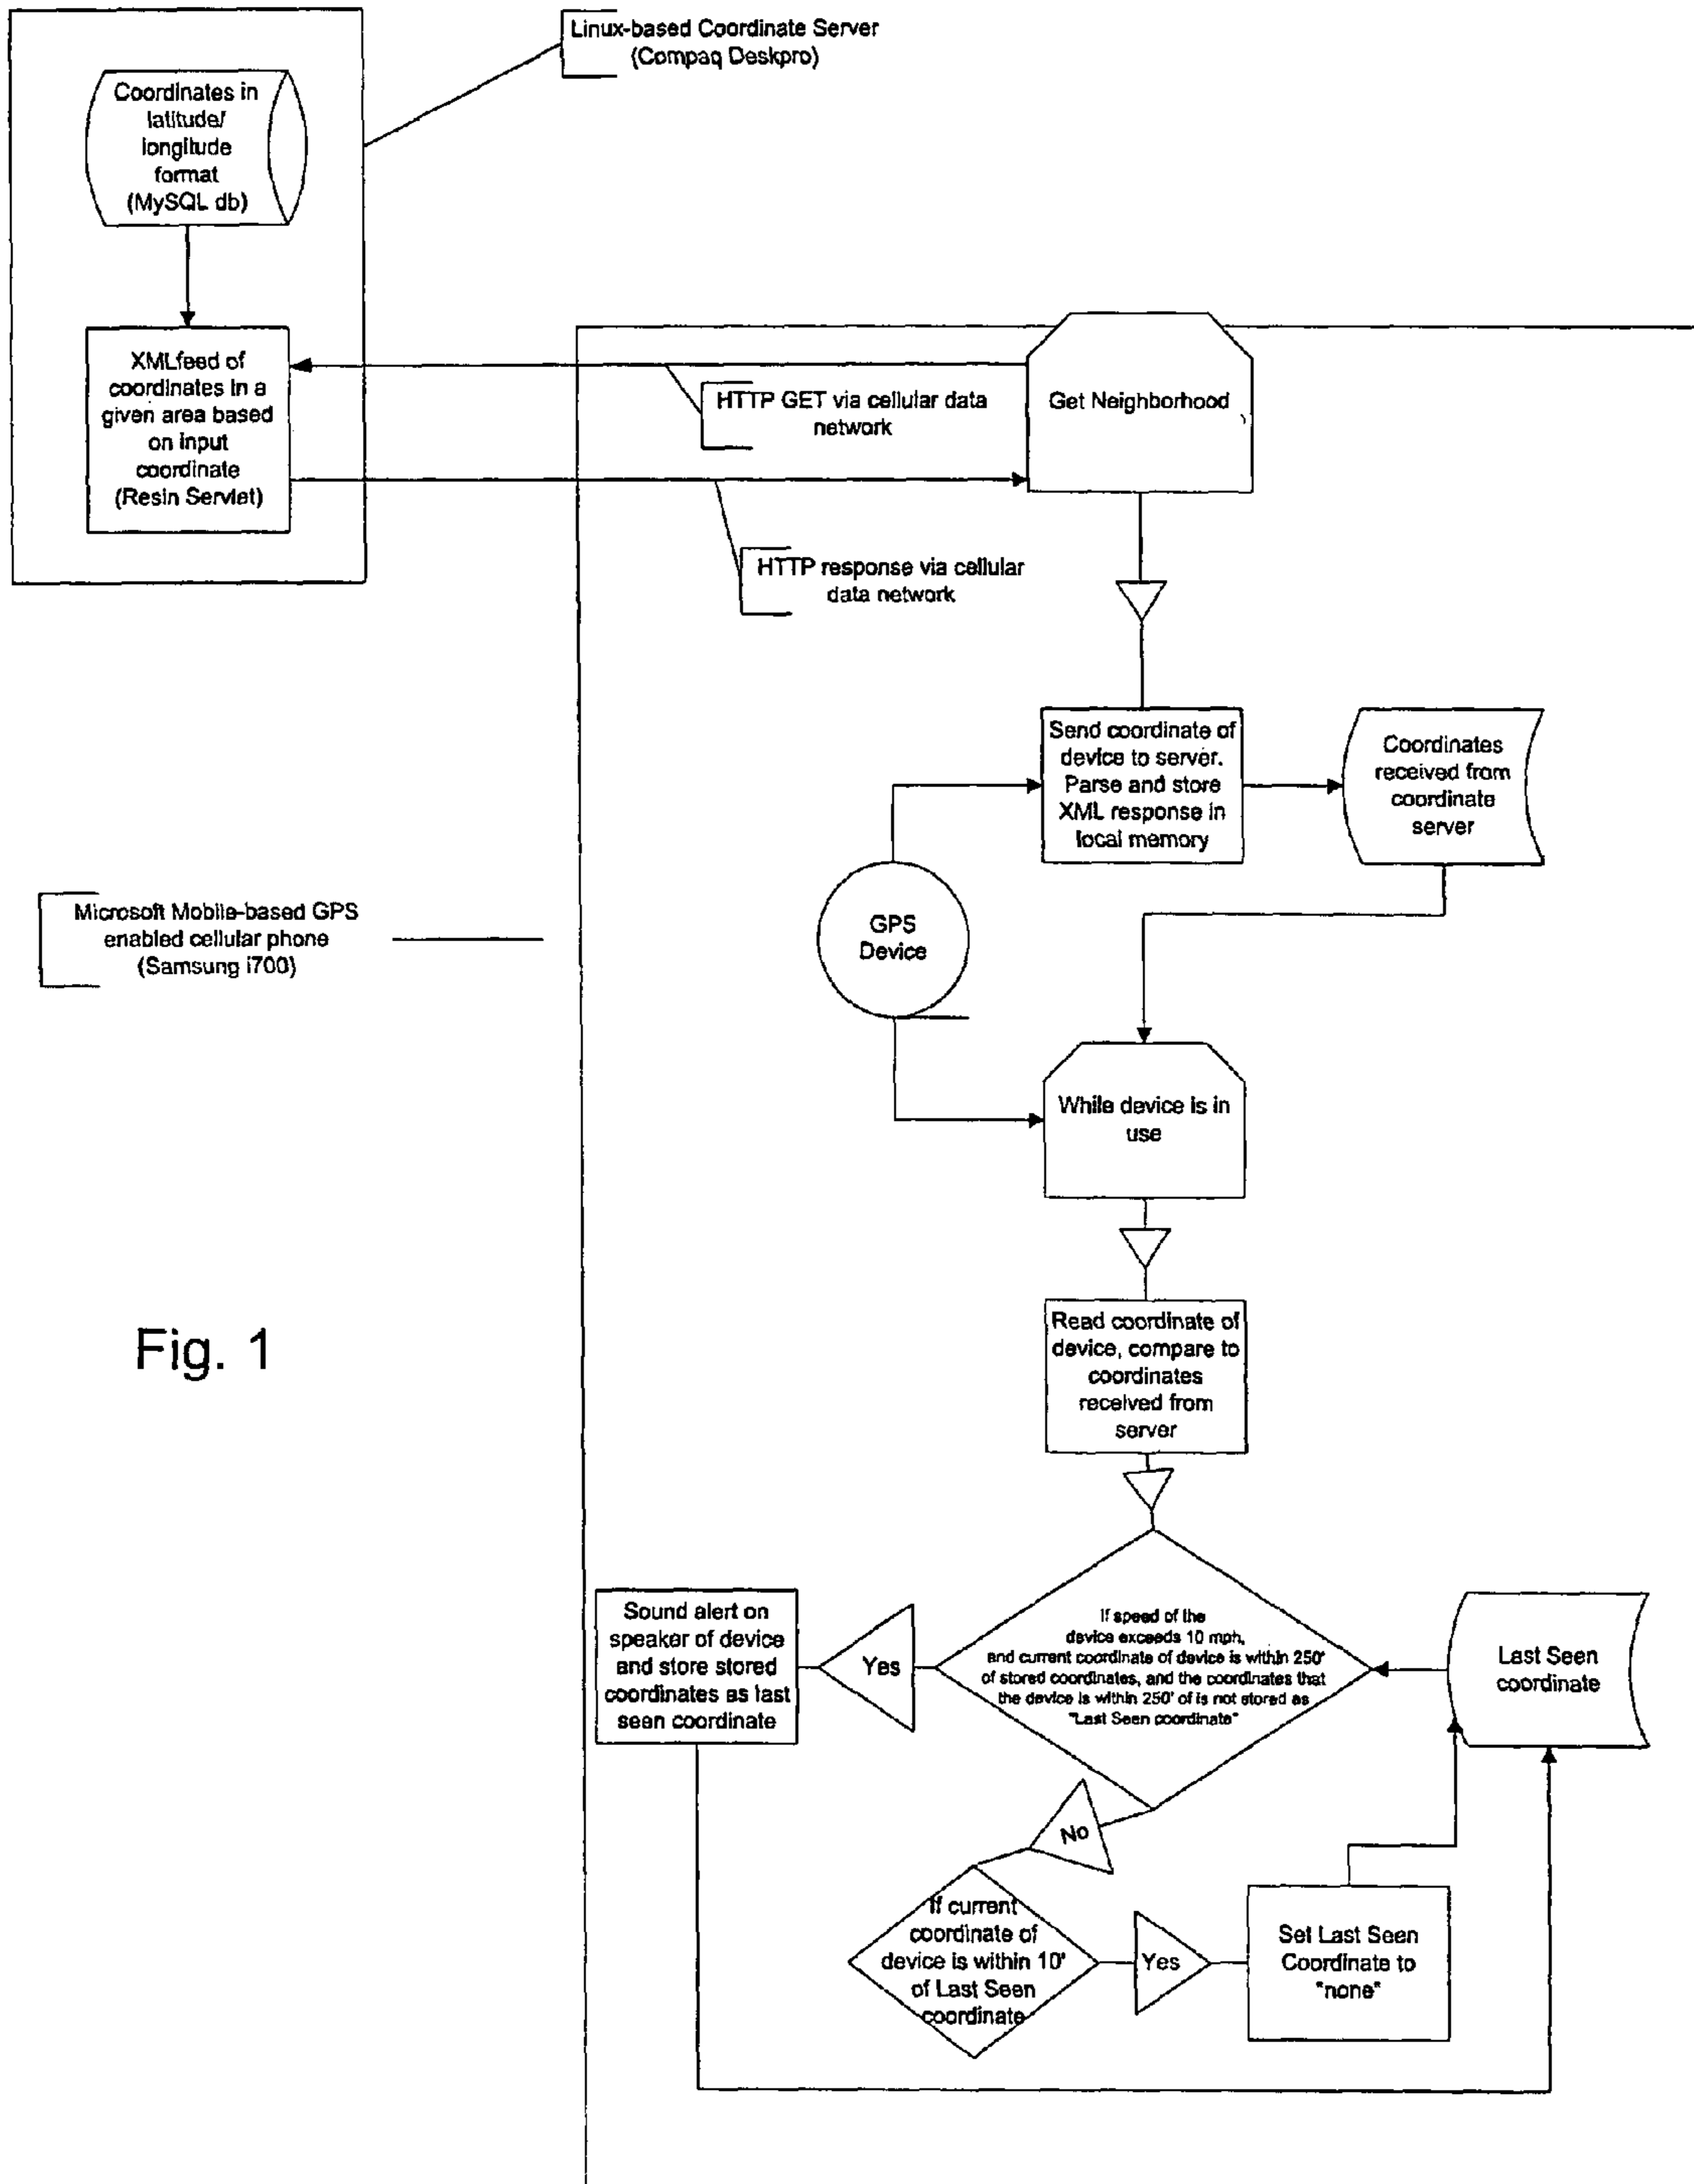 Linux-based Coordinate Server
(Compaq Deskpro)
Coordinates in
latitude/
longitude
format
(MySQL db)
XMLfeed of
coordinates in a
given area based
on input
coordinate
(Resin Servlet)
HTTP GET via cellular data
network
Get Neighborhood
HTTP response via cellular
data network
Send coordinate of
device to server.
Parse and store
XML response in
local memory
Coordinates
received from
coordinate
server
Microsoft Mobile-based GPS
enabled cellular phone
(Samsung i700)
GPS
Device
While device is in
use
Fig. 1
Read coordinate of
device, compare to
coordinates
received from
server
Sound alert on
speaker of device
and store stored
coordinates as last
seen coordinate
Yes
If speed of the
device exceeds 10 mph,
and current coordinate of device is within 250'
of stored coordinates, and the coordinates that
the device is within 250' of is not stored as
"Last Seen coordinate"
Last Seen
coordinate
No
If current
coordinate of
device is within 10'
of Last Seen
coordinate
Yes
Set Last Seen
Coordinate to
"none"